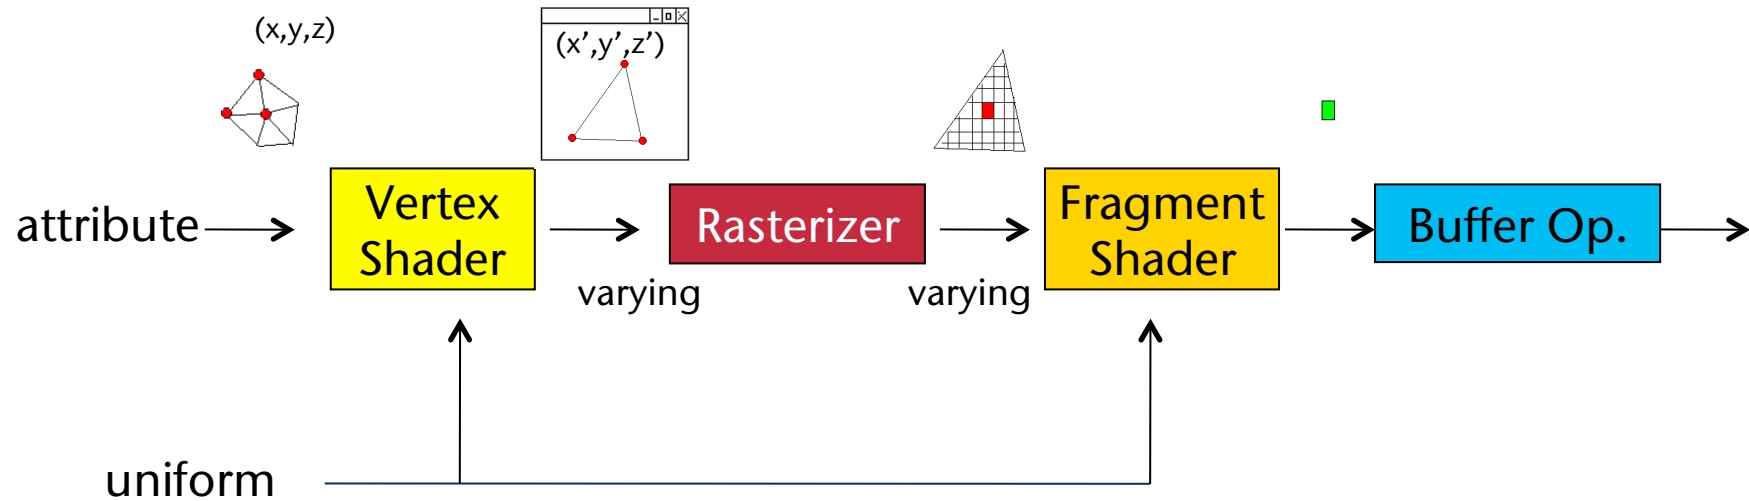 (x,y,z)
(x’,y’,z’)
attribute
Vertex
Shader
Rasterizer
Fragment
Shader
Buffer Op.
varying
varying
uniform